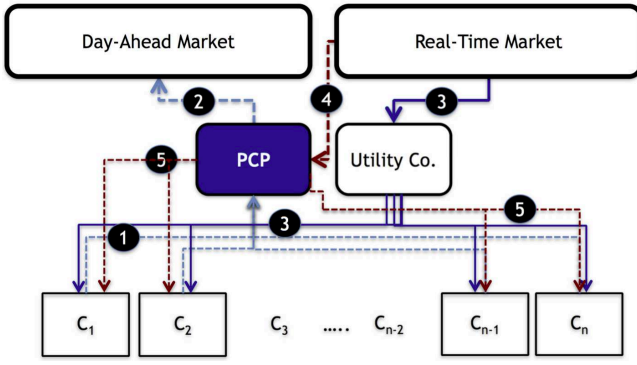 Day-Ahead Market
Real-Time Market
2
4
3
PCP
Utility Co.
5
5
1
3
C1
C2
C3
.....
Cn-2
Cn-1
Cn